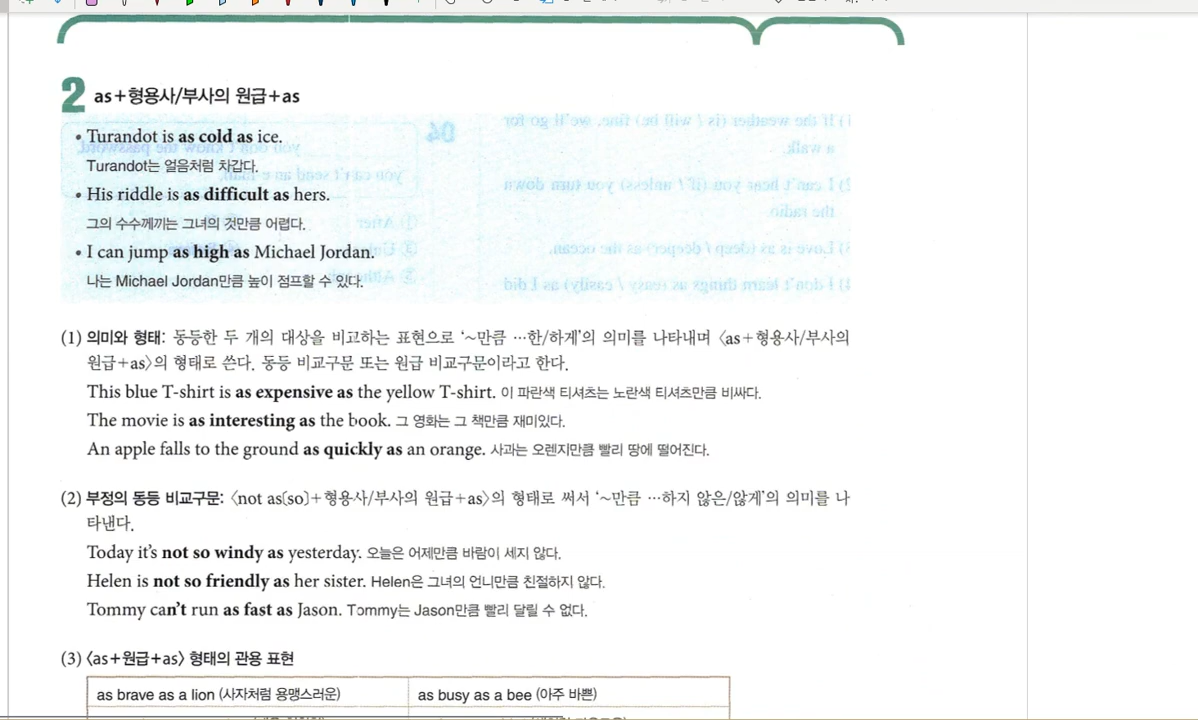 2 as+형용사/부사의 원급+as
• Turandot is as cold as ice.
Turandot는 얼음처럼 차갑다.
• His riddle is as difficult as hers.
그의 수수께끼는 그녀의 것만큼 어렵다.
• I can jump as high as Michael Jordan.
나는 Michael Jordan만큼 높이 점프할 수 있다.
(1) 의미와 형태: 동등한 두 개의 대상을 비교하는 표현으로 ‘~만큼 …한/하게’의 의미를 나타내며 〈as+형용사/부사의
원급+as〉의 형태로 쓴다. 동등 비교구문 또는 원급 비교구문이라고 한다.
This blue T-shirt is as expensive as the yellow T-shirt. 이 파란색 티셔츠는 노란색 티셔츠만큼 비싸다.
The movie is as interesting as the book. 그 영화는 그 책만큼 재미있다.
An apple falls to the ground as quickly as an orange. 사과는 오렌지만큼 빨리 땅에 떨어진다.
(2) 부정의 동등 비교구문: 〈not as(so)+형용사/부사의 원급+as〉의 형태로 써서 ‘~만큼 …하지 않은/않게’의 의미를 나
타낸다.
Today it’s not so windy as yesterday. 오늘은 어제만큼 바람이 세지 않다.
Helen is not so friendly as her sister. Helen은 그녀의 언니만큼 친절하지 않다.
Tommy can’t run as fast as Jason. Tommy는 Jason만큼 빨리 달릴 수 없다.
(3) 〈as+원급+as〉 형태의 관용 표현
as brave as a lion (사자처럼 용맹스러운)
as busy as a bee (아주 바쁜)